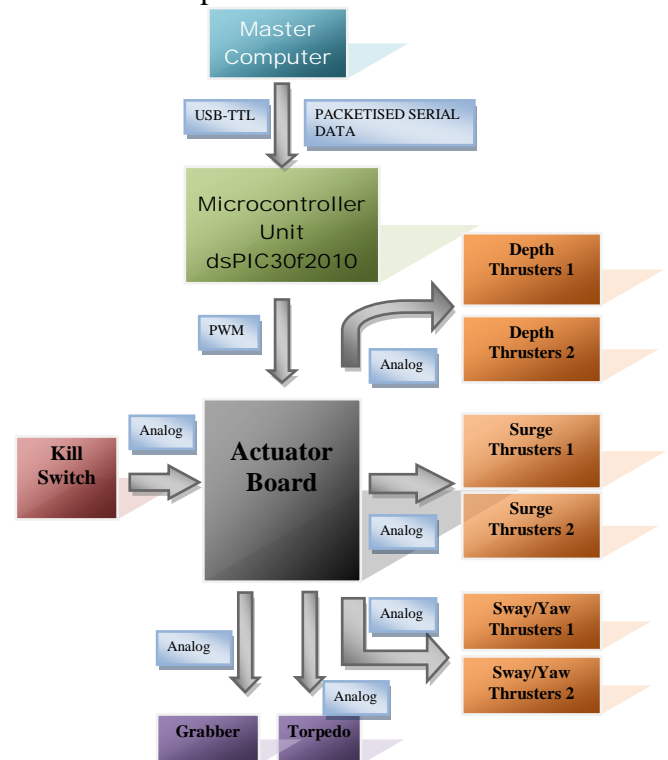 Master
Computer
USB-TTL
PACKETISED SERIAL
DATA
Microcontroller
Unit
dsPIC30f2010
Depth
Thrusters 1
PWM
Depth
Thrusters 2
Analog
Analog
Kill
Switch
Actuator
Board
Surge
Thrusters 1
Analog
Surge
Thrusters 2
Analog
Sway/Yaw
Thrusters 1
Analog
Sway/Yaw
Thrusters 2
Analog
Grabber
Torpedo